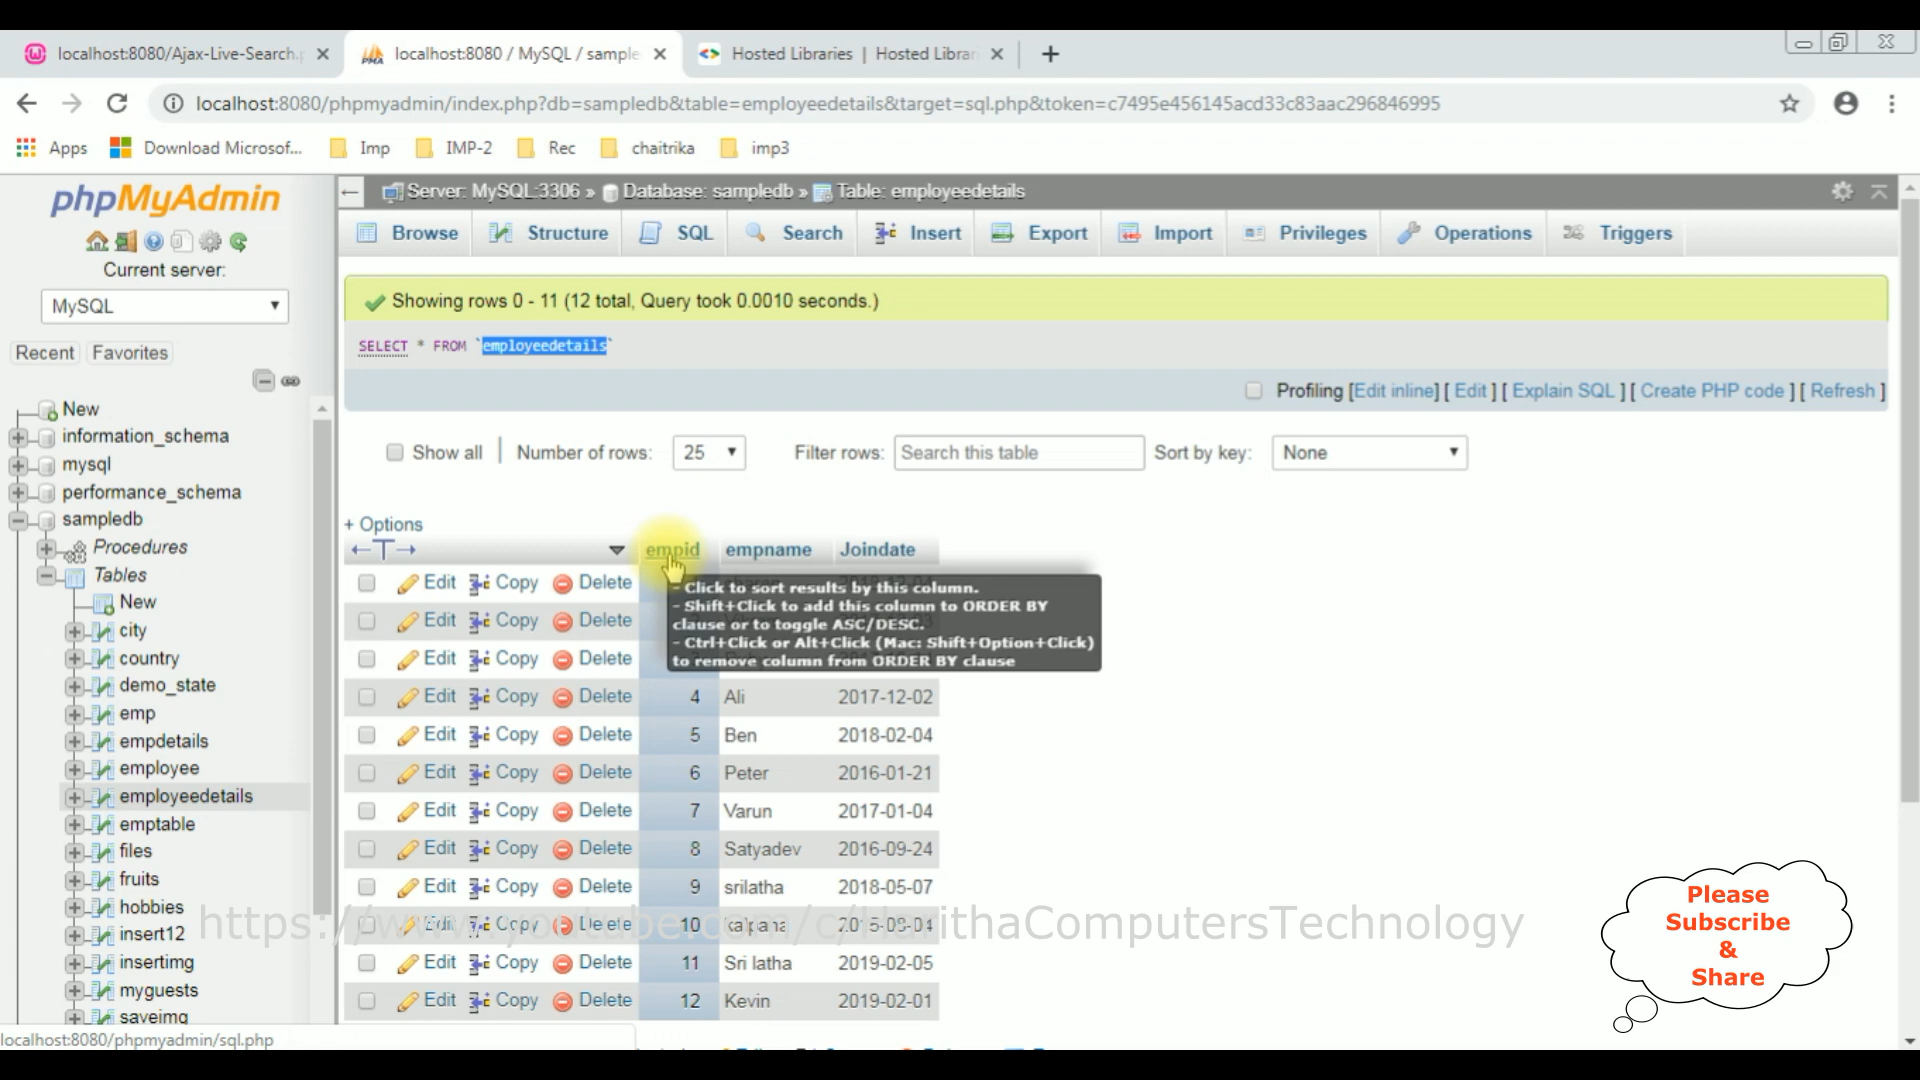 localhost:8080/Ajax-Live-Search.
localhost:8080 / MySQL / sample
Hosted Libraries | Hosted Librar
localhost:8080/phpmyadmin/index.php?db=sampledb&table=employeedetails&target=sql.php&token=c7495e456145acd33c83aac296846995
Apps Download Microsof... Imp IMP-2 Rec chaitrika imp3
phpMyAdmin
Current server:
MySQL
Recent Favorites
New
information_schema
mysql
performance_schema
sampledb
Procedures
Tables
New
city
country
demo_state
emp
empdetails
employee
employeedetails
emptable
files
fruits
hobbies
insert12
insertimg
myguests
saveimg
localhost:8080/phpmyadmin/sql.php
Server: MySQL:3306 » Database: sampledb » Table: employeedetails
Browse Structure SQL Search Insert Export Import Privileges Operations Triggers
Showing rows 0 - 11 (12 total, Query took 0.0010 seconds.)
SELECT * FROM `employeedetails`
Profiling [Edit inline] [ Edit ] [ Explain SQL ] [ Create PHP code ] [ Refresh ]
Show all | Number of rows: 25 Filter rows: Search this table Sort by key: None
+ Options
←T→ empid empname Joindate
Edit Copy Delete
- Click to sort results by this column.
- Shift+Click to add this column to ORDER BY
clause or to toggle ASC/DESC.
- Ctrl+Click or Alt+Click (Mac: Shift+Option+Click)
to remove column from ORDER BY clause
Edit Copy Delete
Edit Copy Delete
Edit Copy Delete 4 Ali 2017-12-02
Edit Copy Delete 5 Ben 2018-02-04
Edit Copy Delete 6 Peter 2016-01-21
Edit Copy Delete 7 Varun 2017-01-04
Edit Copy Delete 8 Satyadev 2016-09-24
Edit Copy Delete 9 srilatha 2018-05-07
Edit Copy Delete 10 kalpana 2015-08-04
https://www.youtube.com/c/HarithaComputersTechnology
Edit Copy Delete 11 Sri latha 2019-02-05
Edit Copy Delete 12 Kevin 2019-02-01
Please
Subscribe
&
Share